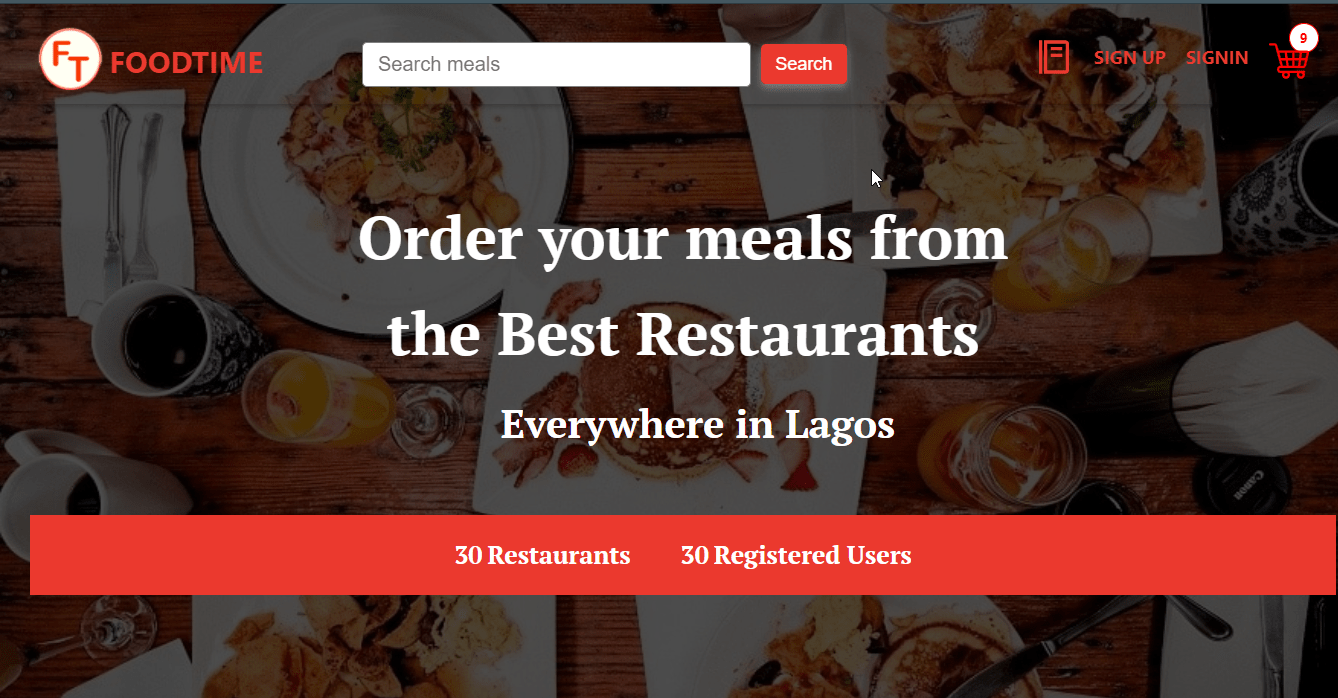 FT FOODTIME
Search meals
Search
SIGN UP
SIGNIN
9
Order your meals from
the Best Restaurants
Everywhere in Lagos
CANON
30 Restaurants
30 Registered Users